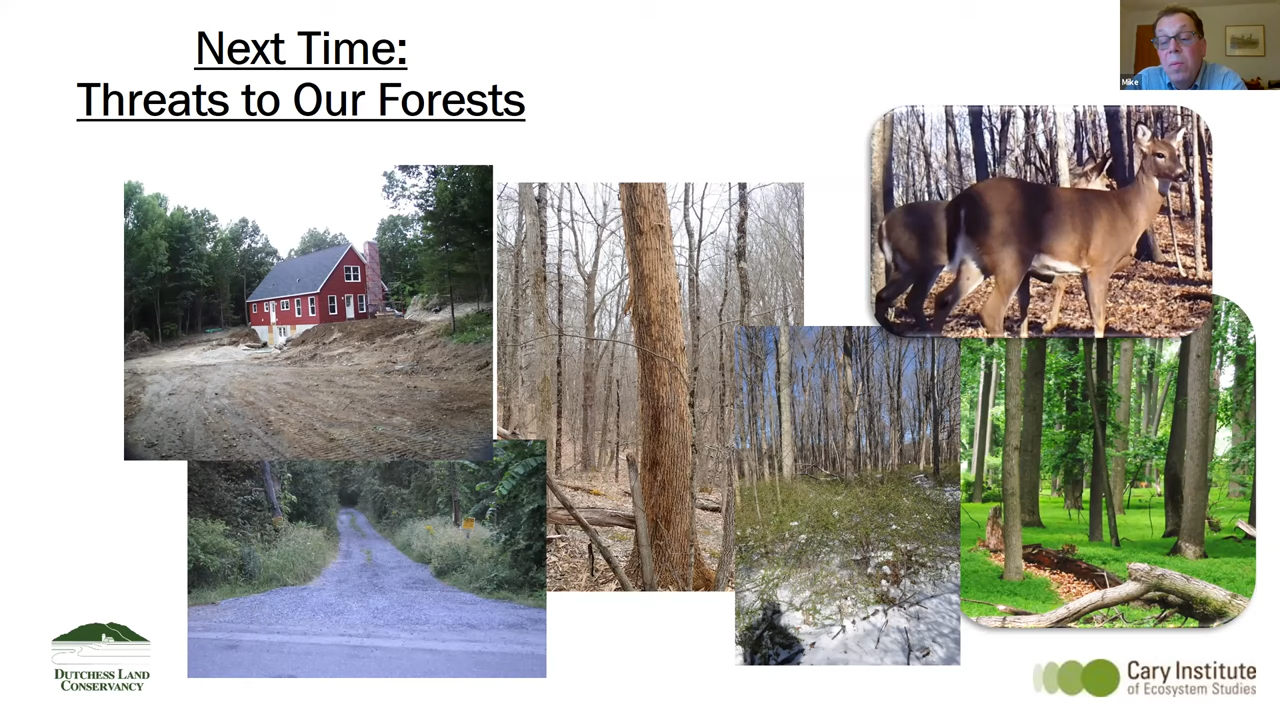 Next Time:
Threats to Our Forests
Mike
DUTCHESS LAND
CONSERVANCY
Cary Institute
of Ecosystem Studies